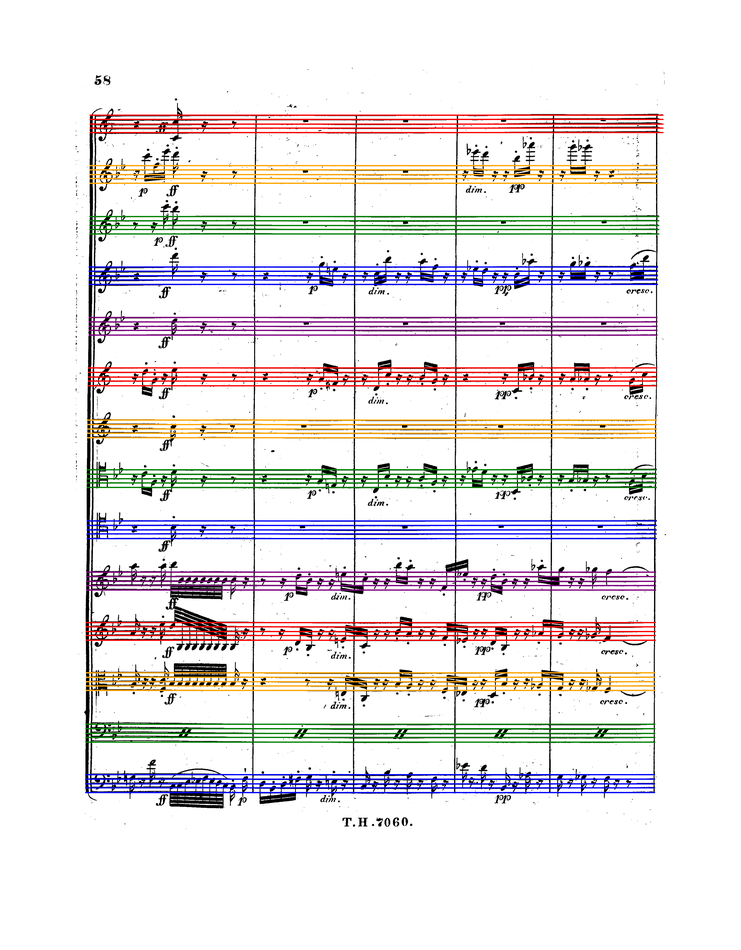 58
ff
p ff dim. pp
p ff
ff p dim. pp cresc.
ff
ff p dim. pp cresc.
ff
ff p dim. pp cresc.
ff
ff p dim. pp cresc.
ff p dim. pp cresc.
ff dim. pp cresc.
ff p dim. pp
T.H.7060.